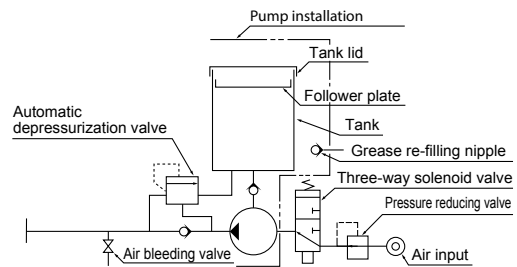 Pump installation
Tank lid
Follower plate
Automatic
depressurization valve
Tank
Grease re-filling nipple
Three-way solenoid valve
Pressure reducing valve
Air bleeding valve
Air input